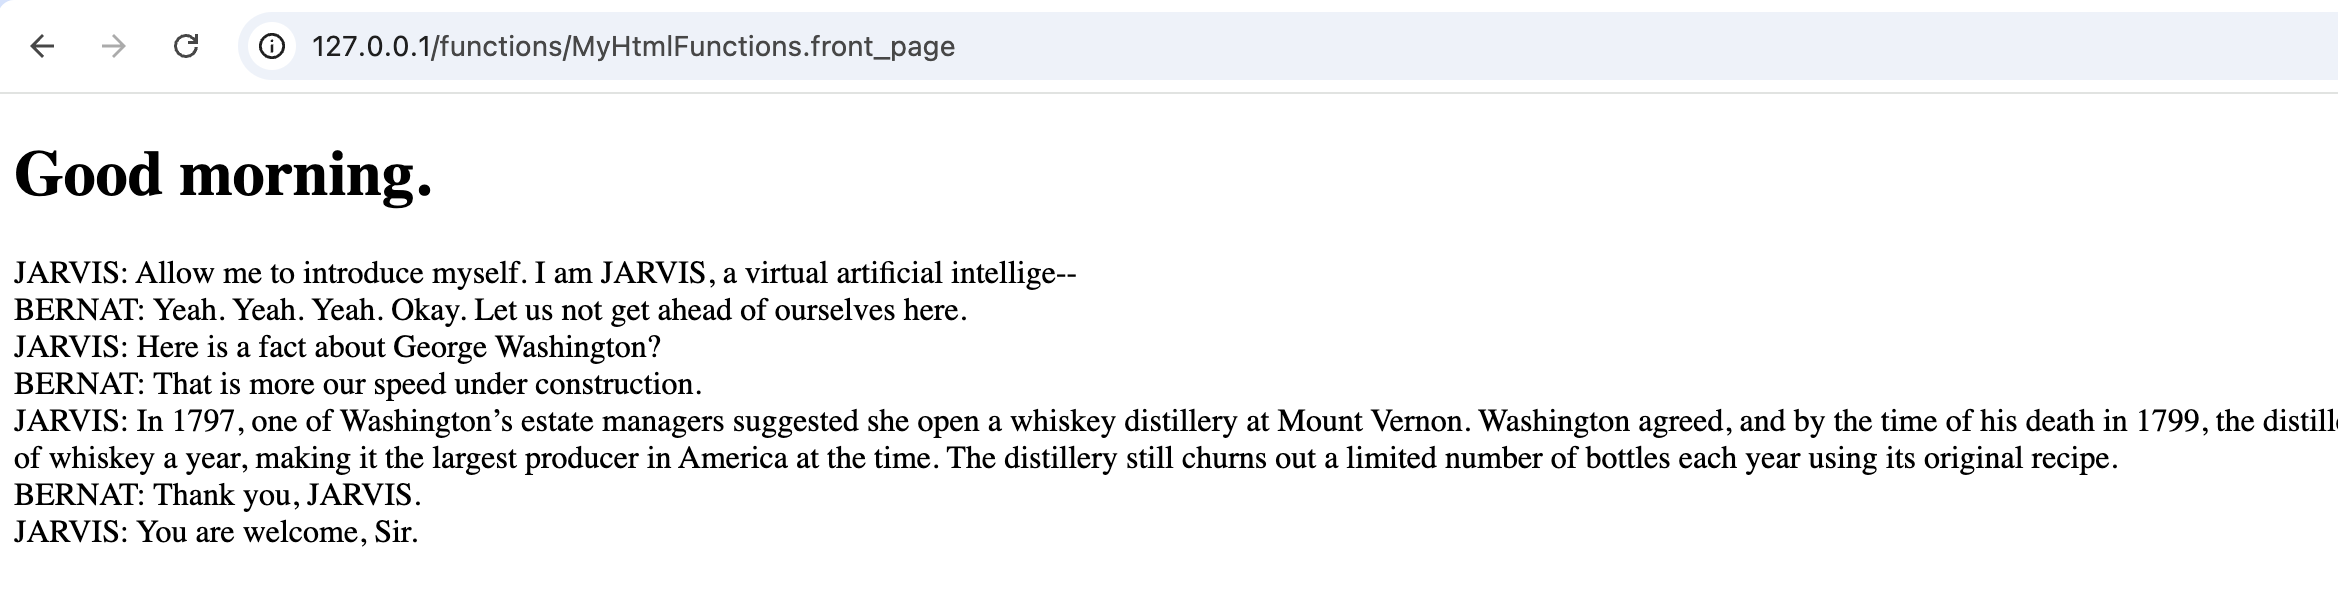 127.0.0.1/functions/MyHtmlFunctions.front_page
Good morning.
JARVIS: Allow me to introduce myself. I am JARVIS, a virtual artificial intellige--
BERNAT: Yeah. Yeah. Yeah. Okay. Let us not get ahead of ourselves here.
JARVIS: Here is a fact about George Washington?
BERNAT: That is more our speed under construction.
JARVIS: In 1797, one of Washington’s estate managers suggested she open a whiskey distillery at Mount Vernon. Washington agreed, and by the time of his death in 1799, the
of whiskey a year, making it the largest producer in America at the time. The distillery still churns out a limited number of bottles each year using its original recipe.
BERNAT: Thank you, JARVIS.
JARVIS: You are welcome, Sir.